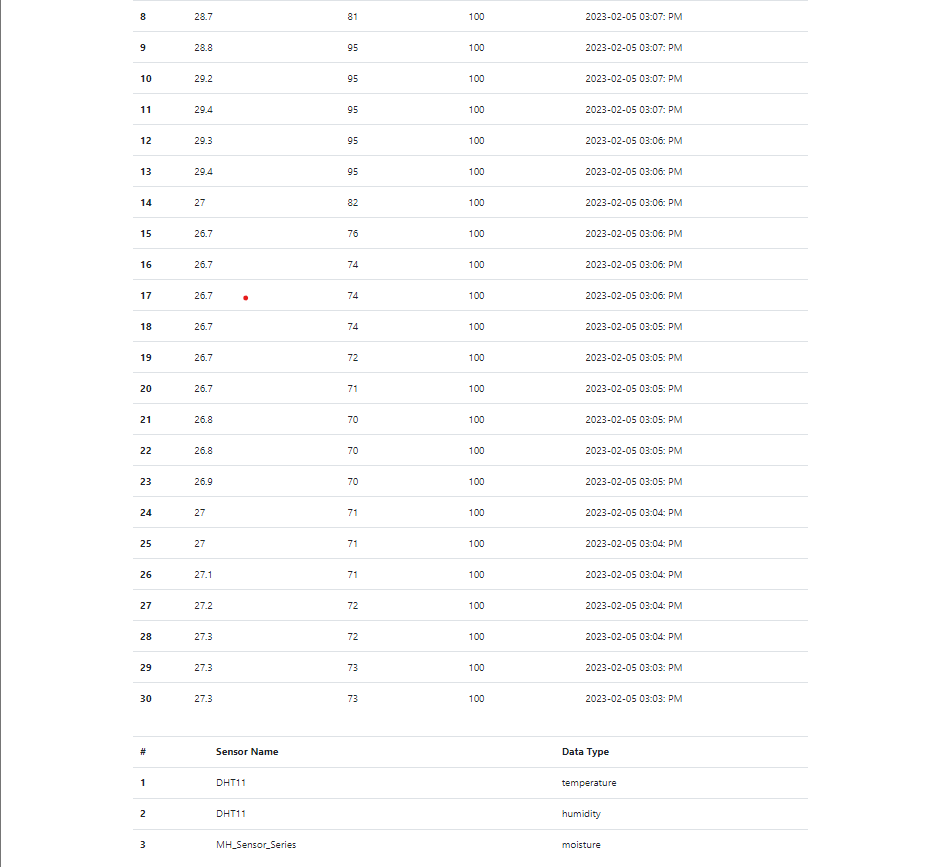 8 28.7 81 100 2023-02-05 03:07: PM
9 28.8 95 100 2023-02-05 03:07: PM
10 29.2 95 100 2023-02-05 03:07: PM
11 29.4 95 100 2023-02-05 03:07: PM
12 29.3 95 100 2023-02-05 03:06: PM
13 29.4 95 100 2023-02-05 03:06: PM
14 27 82 100 2023-02-05 03:06: PM
15 26.7 76 100 2023-02-05 03:06: PM
16 26.7 74 100 2023-02-05 03:06: PM
17 26.7 74 100 2023-02-05 03:06: PM
18 26.7 74 100 2023-02-05 03:05: PM
19 26.7 72 100 2023-02-05 03:05: PM
20 26.7 71 100 2023-02-05 03:05: PM
21 26.8 70 100 2023-02-05 03:05: PM
22 26.8 70 100 2023-02-05 03:05: PM
23 26.9 70 100 2023-02-05 03:05: PM
24 27 71 100 2023-02-05 03:04: PM
25 27 71 100 2023-02-05 03:04: PM
26 27.1 71 100 2023-02-05 03:04: PM
27 27.2 72 100 2023-02-05 03:04: PM
28 27.3 72 100 2023-02-05 03:04: PM
29 27.3 73 100 2023-02-05 03:03: PM
30 27.3 73 100 2023-02-05 03:03: PM
# Sensor Name Data Type
1 DHT11 temperature
2 DHT11 humidity
3 MH_Sensor_Series moisture